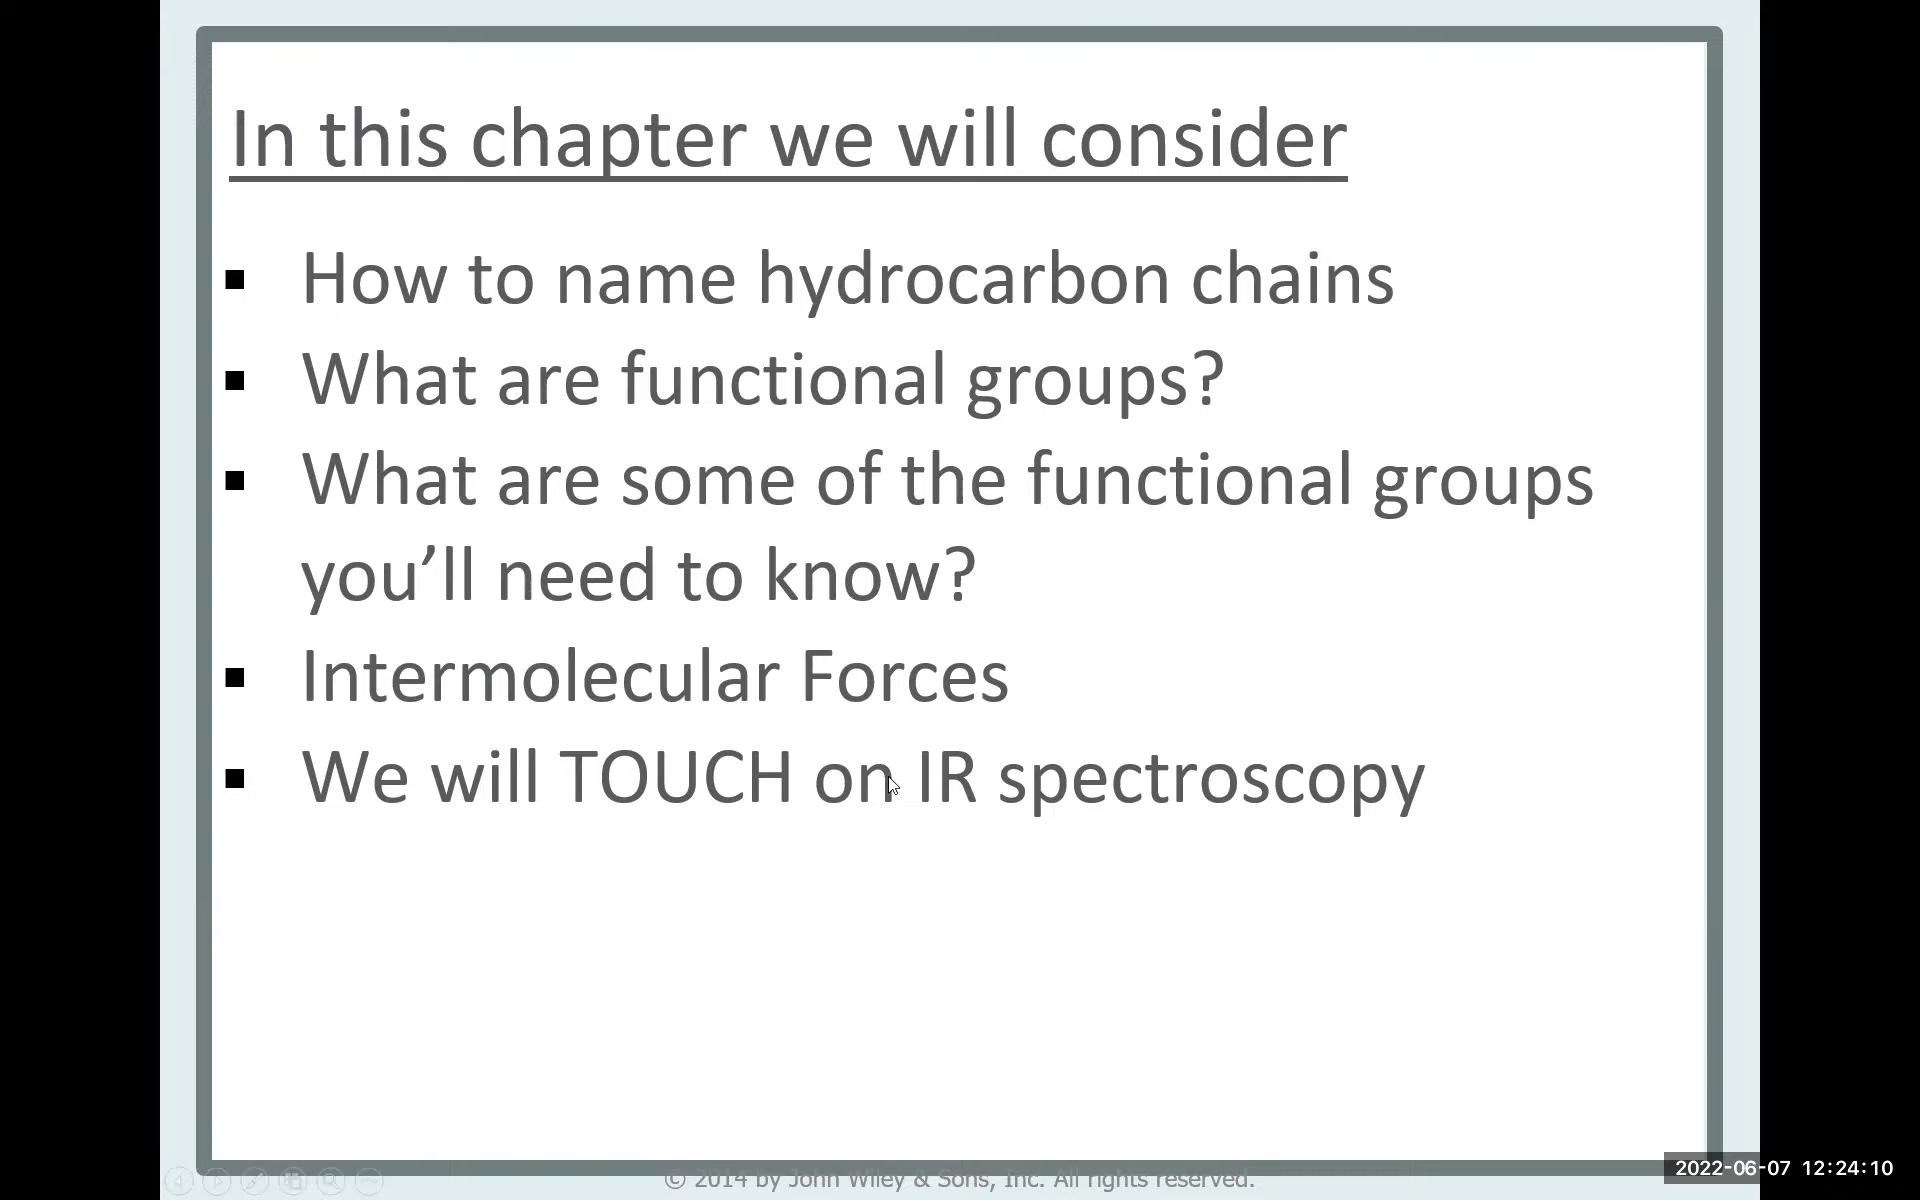 In this chapter we will consider
▪ How to name hydrocarbon chains
▪ What are functional groups?
▪ What are some of the functional groups
you’ll need to know?
▪ Intermolecular Forces
▪ We will TOUCH on IR spectroscopy
© 2014 by John Wiley & Sons, Inc. All rights reserved.
2022-06-07 12:24:10